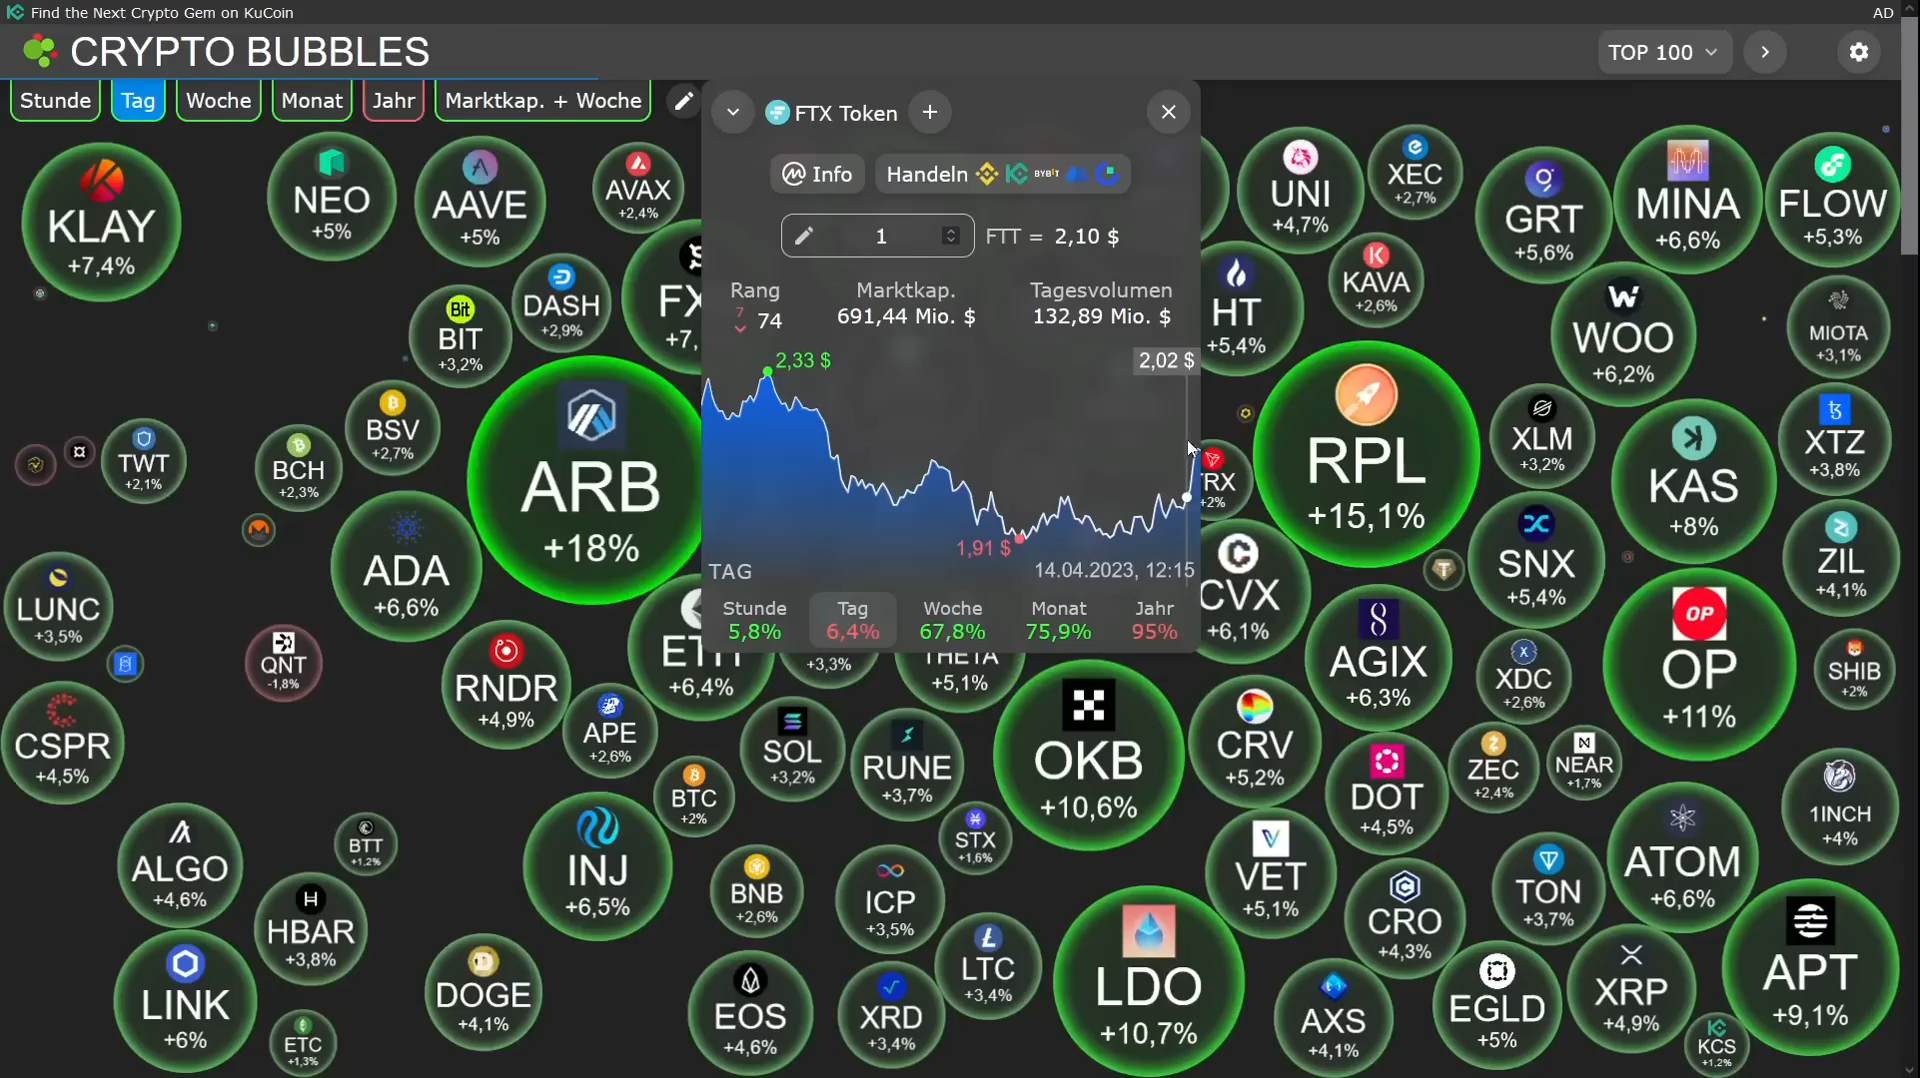 Find the Next Crypto Gem on KuCoin
AD
CRYPTO BUBBLES
TOP 100
Stunde
Tag
Woche
Monat
Jahr
Marktkap. + Woche
FTX Token
Info
Handeln
BYBIT
1
FTT = 2,10 $
Rang
7
74
Marktkap.
691,44 Mio. $
Tagesvolumen
132,89 Mio. $
2,33 $
2,02 $
1,91 $
TAG
14.04.2023, 12:15
Stunde
5,8%
Tag
6,4%
Woche
67,8%
Monat
75,9%
Jahr
95%
KLAY
+7,4%
NEO
+5%
AAVE
+5%
AVAX
+2,4%
UNI
+4,7%
XEC
+2,7%
GRT
+5,6%
MINA
+6,6%
FLOW
+5,3%
DASH
+2,9%
FX
+7,
Bit
BIT
+3,2%
HT
+5,4%
KAVA
+2,6%
WOO
+6,2%
MIOTA
+3,1%
BSV
+2,7%
ARB
+18%
RPL
+15,1%
XLM
+3,2%
KAS
+8%
XTZ
+3,8%
TWT
+2,1%
BCH
+2,3%
RX
+2%
ADA
+6,6%
SNX
+5,4%
ZIL
+4,1%
LUNC
+3,5%
CVX
+6,1%
QNT
-1,8%
ETH
+6,4%
+3,3%
THETA
+5,1%
AGIX
+6,3%
XDC
+2,6%
OP
OP
+11%
SHIB
+2%
RNDR
+4,9%
CSPR
+4,5%
APE
+2,6%
SOL
+3,2%
RUNE
+3,7%
OKB
+10,6%
CRV
+5,2%
DOT
+4,5%
ZEC
+2,4%
NEAR
+1,7%
BTC
+2%
1INCH
+4%
ALGO
+4,6%
BTT
+1,2%
INJ
+6,5%
STX
+1,6%
BNB
+2,6%
ICP
+3,5%
VET
+5,1%
TON
+3,7%
ATOM
+6,6%
HBAR
+3,8%
CRO
+4,3%
LTC
+3,4%
LDO
+10,7%
APT
+9,1%
LINK
+6%
DOGE
+4,1%
EOS
+4,6%
XRD
+3,4%
AXS
+4,1%
EGLD
+5%
XRP
+4,9%
ETC
+1,3%
KCS
+1,2%